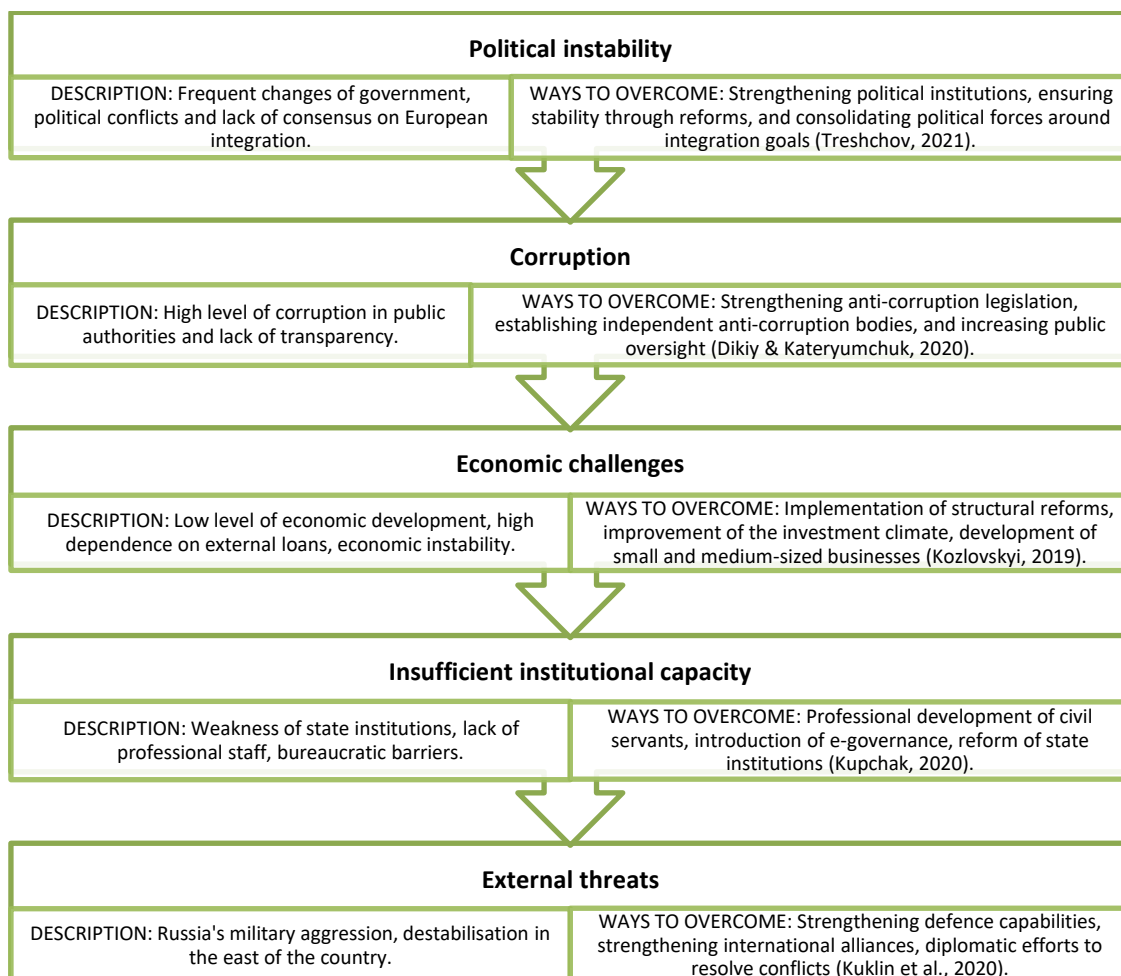 Political instability
DESCRIPTION: Frequent changes of government,
political conflicts and lack of consensus on European
integration.
WAYS TO OVERCOME: Strengthening political institutions, ensuring
stability through reforms, and consolidating political forces around
integration goals (Treshchov, 2021).
Corruption
DESCRIPTION: High level of corruption in public
authorities and lack of transparency.
WAYS TO OVERCOME: Strengthening anti-corruption legislation,
establishing independent anti-corruption bodies, and increasing public
oversight (Dikiy & Kateryumchuk, 2020).
Economic challenges
DESCRIPTION: Low level of economic development, high
dependence on external loans, economic instability.
WAYS TO OVERCOME: Implementation of structural reforms,
improvement of the investment climate, development of
small and medium-sized businesses (Kozlovskyi, 2019).
Insufficient institutional capacity
DESCRIPTION: Weakness of state institutions, lack of
professional staff, bureaucratic barriers.
WAYS TO OVERCOME: Professional development of civil
servants, introduction of e-governance, reform of state
institutions (Kupchak, 2020).
External threats
DESCRIPTION: Russia's military aggression, destabilisation in
the east of the country.
WAYS TO OVERCOME: Strengthening defence capabilities,
strengthening international alliances, diplomatic efforts to
resolve conflicts (Kuklin et al., 2020).